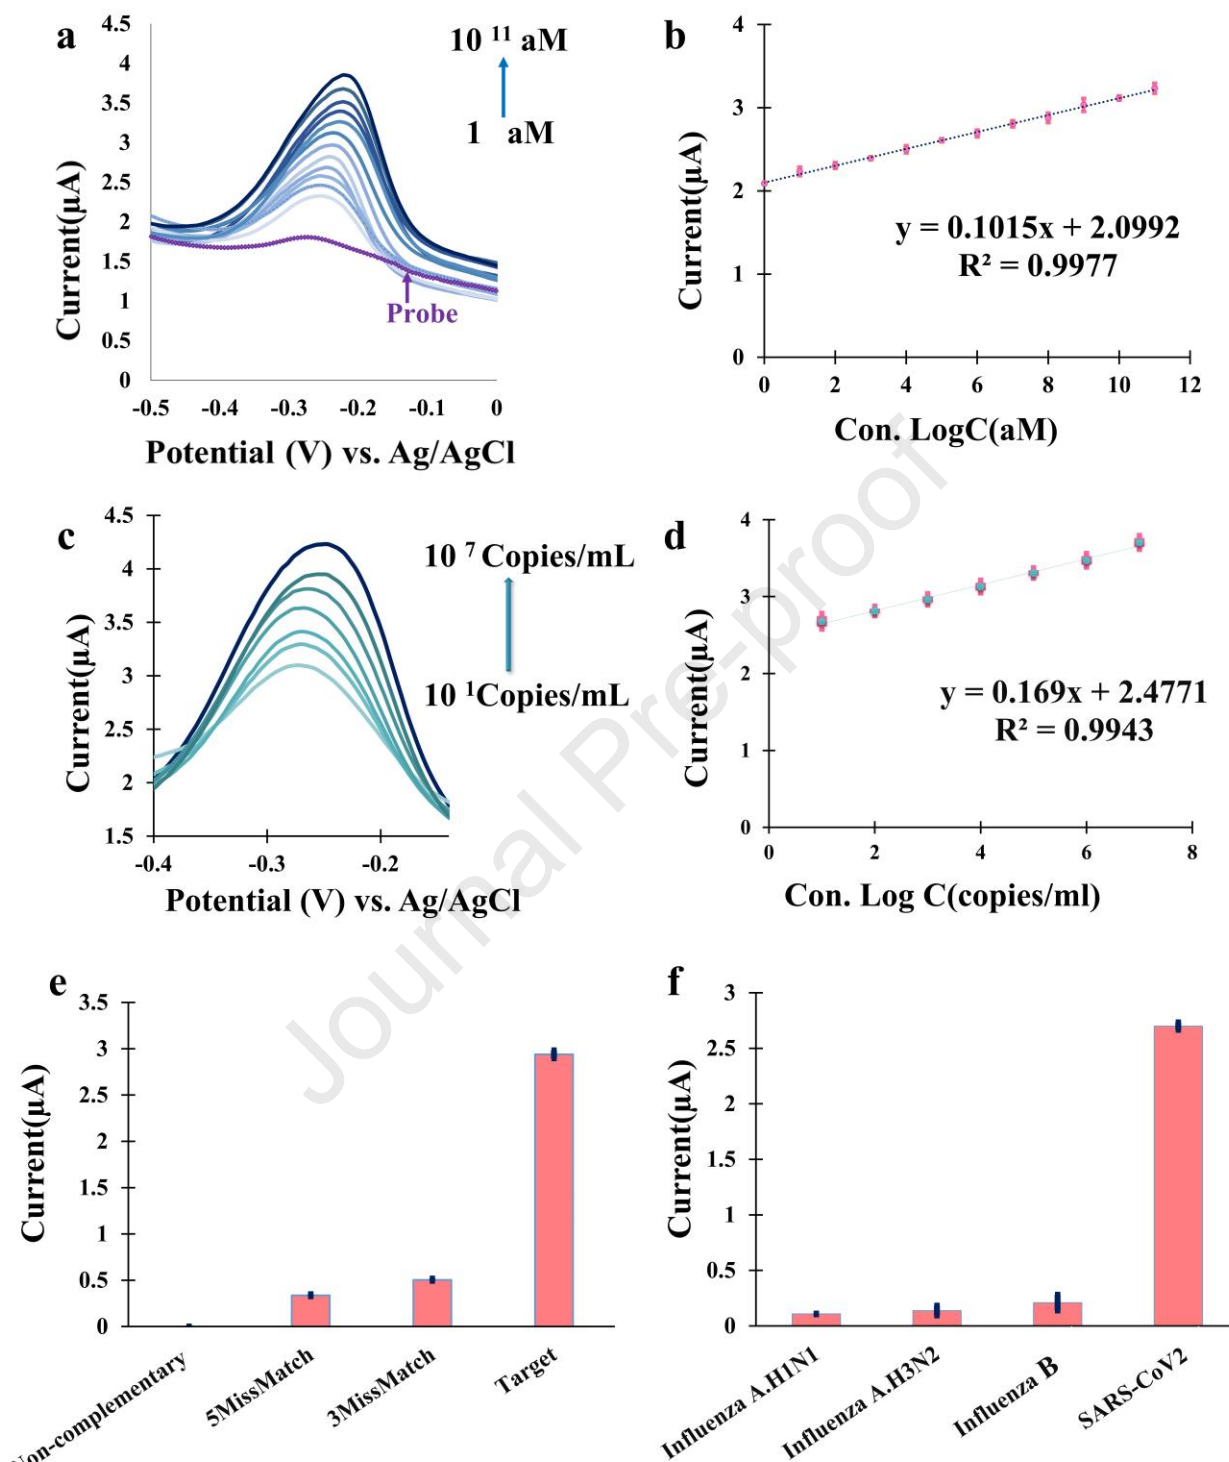 a
4.5
4
3.5
3
2.5
2
1.5
1
0.5
0
-0.5 -0.4 -0.3 -0.2 -0.1 0
Current(µA)
Potential (V) vs. Ag/AgCl
10 11 aM
1 aM
Probe
b
4
3
2
1
0
0 2 4 6 8 10 12
Current(µA)
Con. LogC(aM)
y = 0.1015x + 2.0992
R² = 0.9977
c
4.5
4
3.5
3
2.5
2
1.5
-0.4 -0.3 -0.2
Current(µA)
Potential (V) vs. Ag/AgCl
10 7 Copies/mL
10 1Copies/mL
d
4
3
2
1
0
0 2 4 6 8
Current(µA)
Con. Log C(copies/ml)
y = 0.169x + 2.4771
R² = 0.9943
e
3.5
3
2.5
2
1.5
1
0.5
0
Current(µA)
Non-complementary
5MissMatch
3MissMatch
Target
f
3
2.5
2
1.5
1
0.5
0
Current(µA)
Influenza A.H1N1
Influenza A.H3N2
Influenza B
SARS-CoV2
Journal Pre-proof